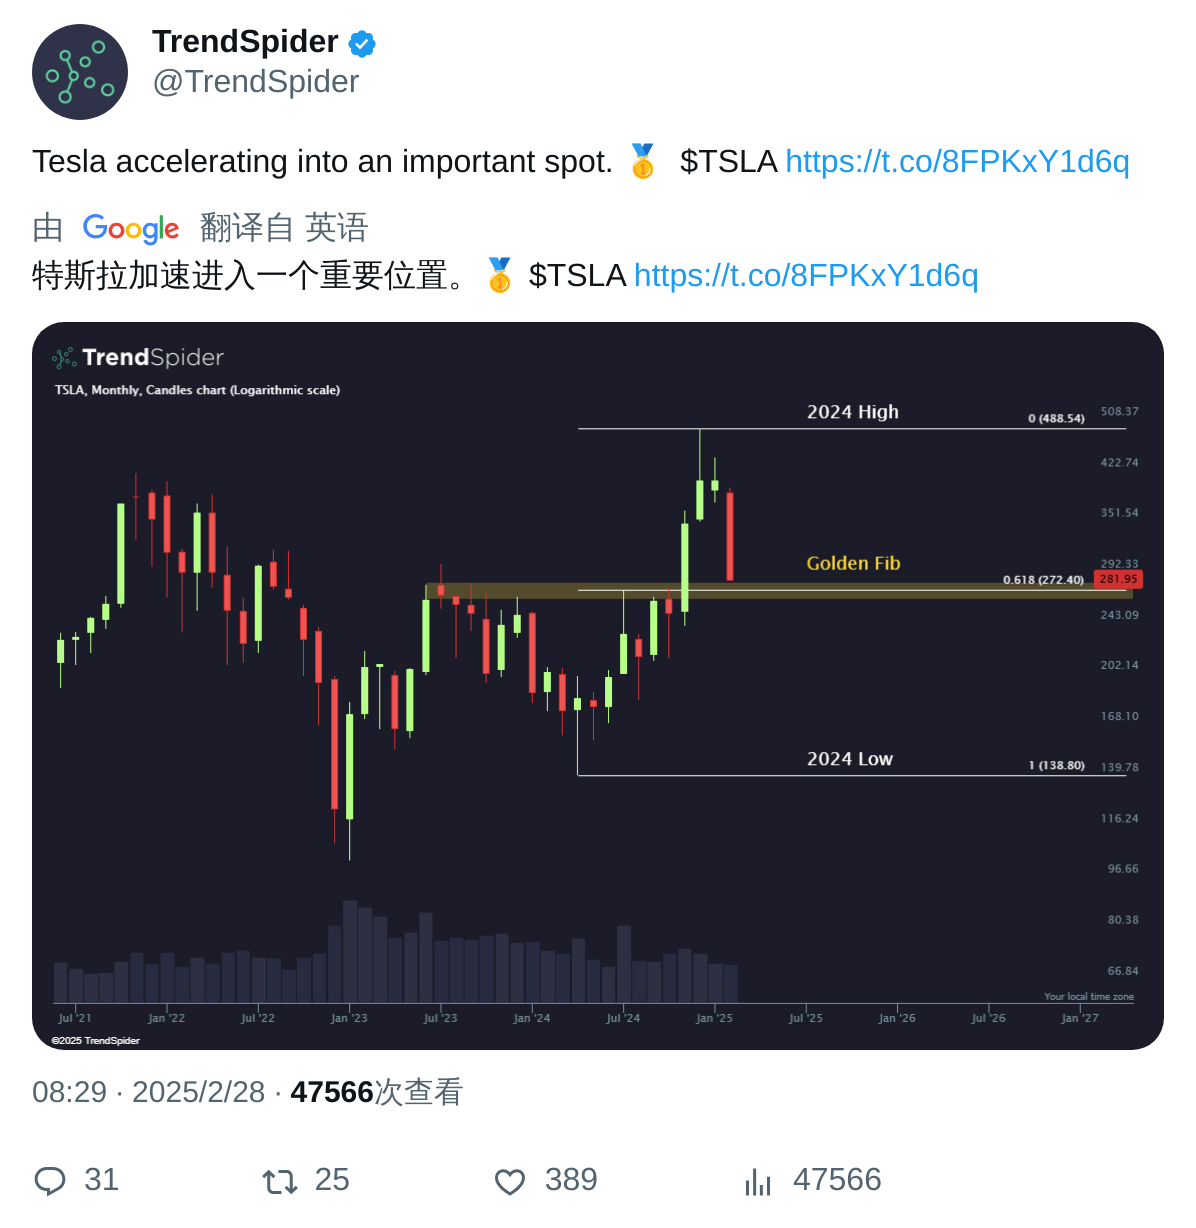 TrendSpider
@TrendSpider
Tesla accelerating into an important spot. 🥇 $TSLA https://t.co/8FPKxY1d6q
由 Google 翻译自 英语
特斯拉加速进入一个重要位置。🥇 $TSLA https://t.co/8FPKxY1d6q
TrendSpider
TSLA, Monthly, Candles chart (Logarithmic scale)
2024 High
0 (488.54)
508.37
422.74
351.54
Golden Fib
292.33
0.618 (272.40)
281.95
243.09
202.14
168.10
2024 Low
1 (138.80)
139.78
116.24
96.66
80.38
66.84
Your local time zone
Jul '21 Jan '22 Jul '22 Jan '23 Jul '23 Jan '24 Jul '24 Jan '25 Jul '25 Jan '26 Jul '26 Jan '27
©2025 TrendSpider
08:29 · 2025/2/28 · 47566次查看
31 25 389 47566